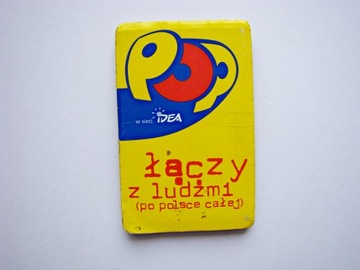 POP
w sieci IDEA
łączy
z ludźmi
(po polsce całej)